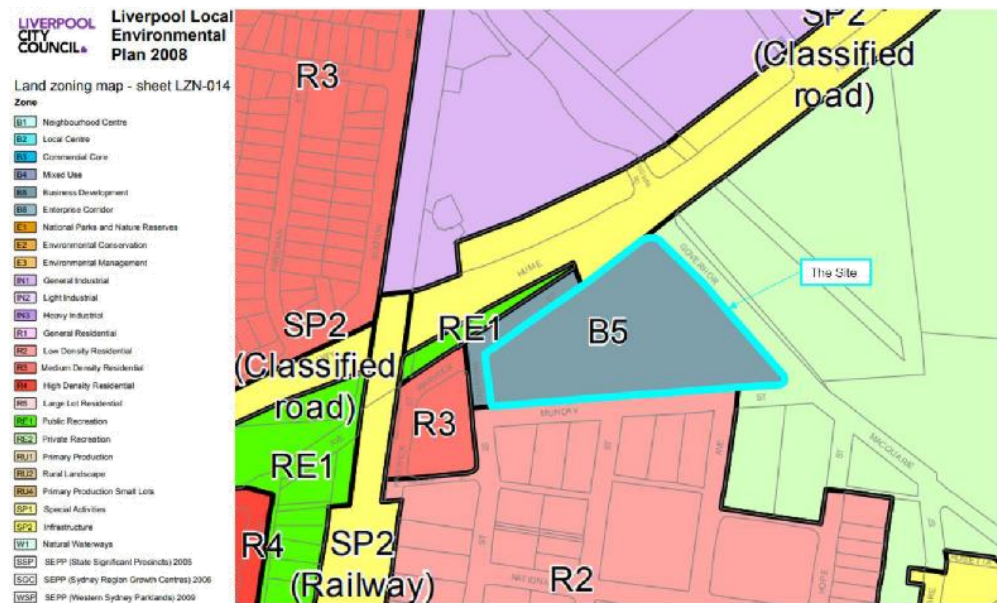 LIVERPOOL
CITY
COUNCIL
Liverpool Local
Environmental
Plan 2008
Land zoning map - sheet LZN-014
Zone
B1 Neighbourhood Centre
B2 Local Centre
B3 Commercial Core
B4 Mixed Use
B5 Business Development
B6 Enterprise Corridor
E1 National Parks and Nature Reserves
E2 Environmental Conservation
E3 Environmental Management
IN1 General Industrial
IN2 Light Industrial
IN3 Heavy Industrial
R1 General Residential
R2 Low Density Residential
R3 Medium Density Residential
R4 High Density Residential
R5 Large Lot Residential
RE1 Public Recreation
RE2 Private Recreation
RU1 Primary Production
RU2 Rural Landscape
RU4 Primary Production Small Lots
SP1 Special Activities
SP2 Infrastructure
W1 Natural Waterways
SSP SEPP (State Significant Precincts) 2005
SGC SEPP (Sydney Region Growth Centres) 2006
WSP SEPP (Western Sydney Parklands) 2009
SP2
(Classified
road)
R3
GOVERNOR
The Site
HUME
RE1
B5
SP2
(Classified
road)
R3
MUNDAY
ST
ST
ST
AVE
ST
MACQUARIE
RE1
R4
SP2
(Railway)
NATIONAL
R2
HOPE
ST